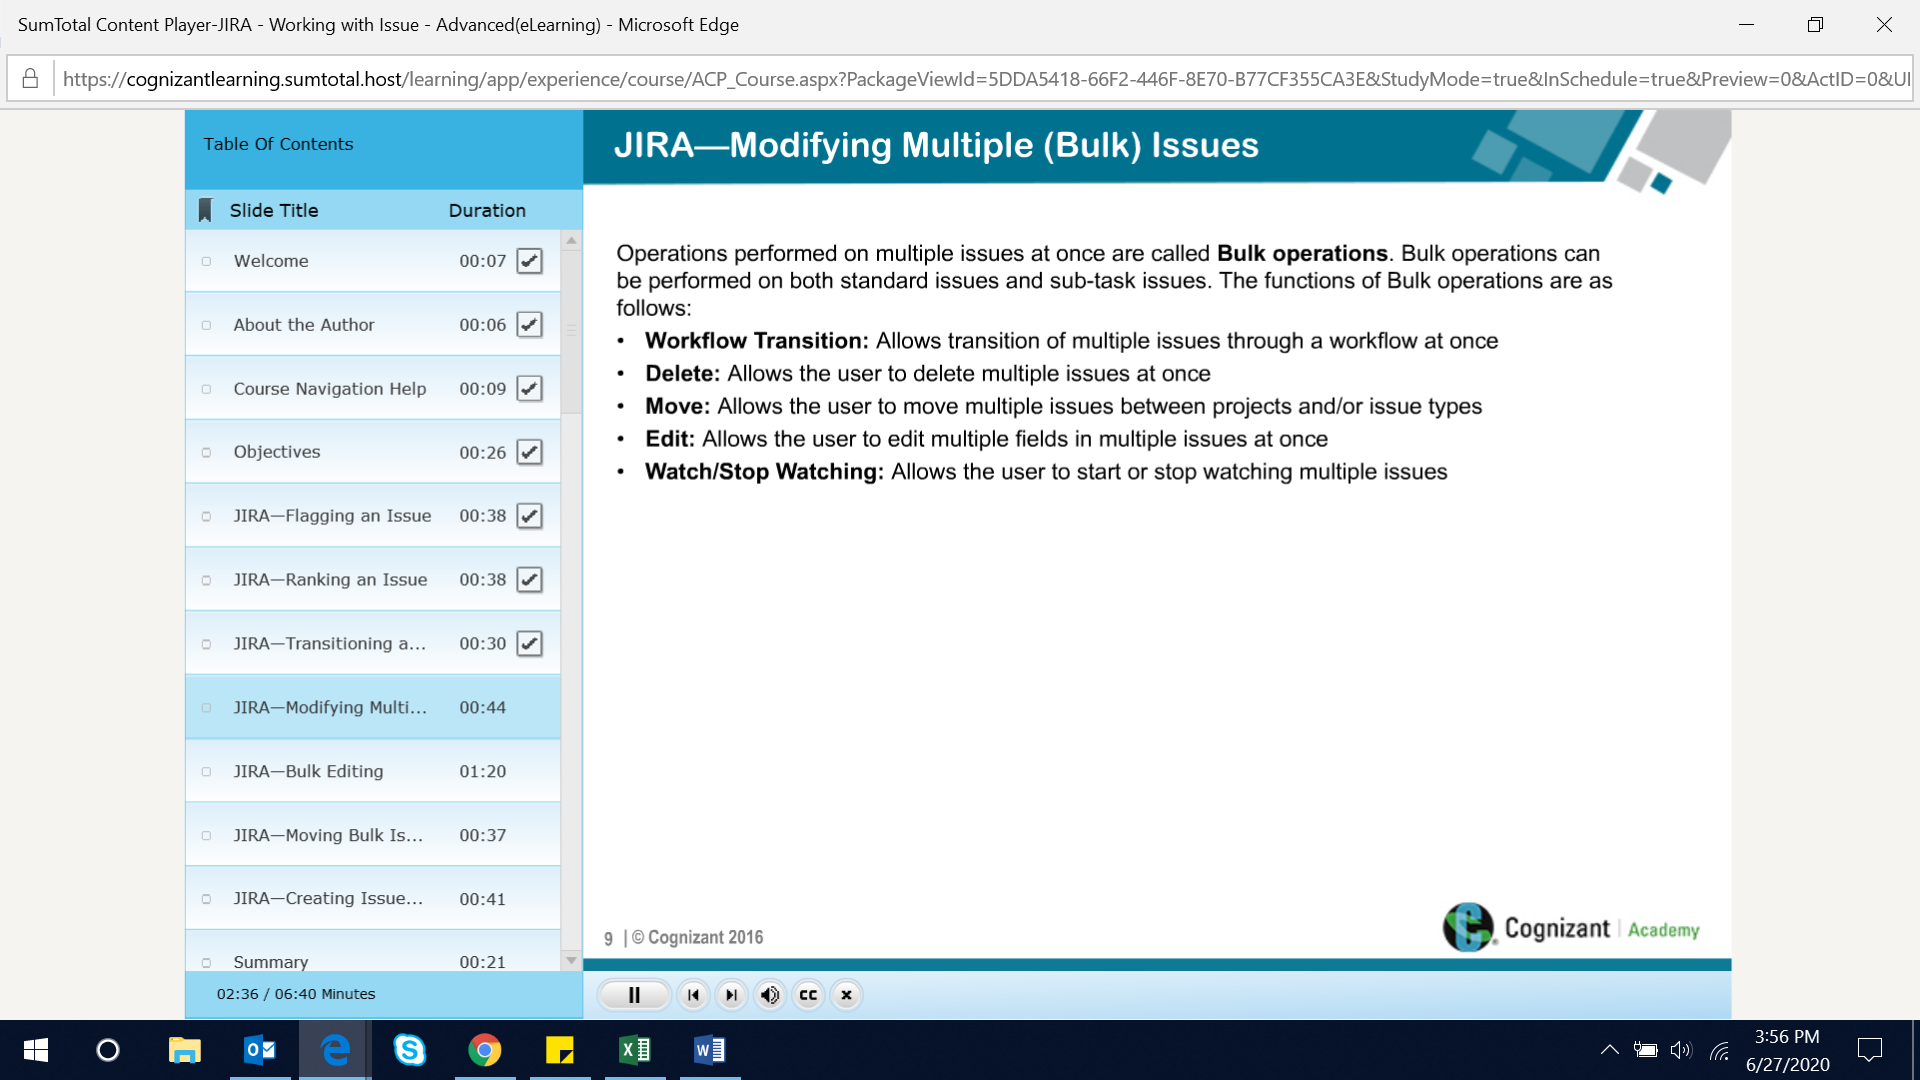 SumTotal Content Player-JIRA - Working with Issue - Advanced(eLearning) - Microsoft Edge
https://cognizantlearning.sumtotal.host/learning/app/experience/course/ACP_Course.aspx?PackageViewId=5DDA5418-66F2-446F-8E70-B77CF355CA3E&StudyMode=true&InSchedule=true&Preview=0&ActID=0&UI
Table Of Contents
Slide Title Duration
Welcome 00:07
About the Author 00:06
Course Navigation Help 00:09
Objectives 00:26
JIRA—Flagging an Issue 00:38
JIRA—Ranking an Issue 00:38
JIRA—Transitioning a... 00:30
JIRA—Modifying Multi... 00:44
JIRA—Bulk Editing 01:20
JIRA—Moving Bulk Is... 00:37
JIRA—Creating Issue... 00:41
Summary 00:21
02:36 / 06:40 Minutes
JIRA—Modifying Multiple (Bulk) Issues
Operations performed on multiple issues at once are called Bulk operations. Bulk operations can
be performed on both standard issues and sub-task issues. The functions of Bulk operations are as
follows:
• Workflow Transition: Allows transition of multiple issues through a workflow at once
• Delete: Allows the user to delete multiple issues at once
• Move: Allows the user to move multiple issues between projects and/or issue types
• Edit: Allows the user to edit multiple fields in multiple issues at once
• Watch/Stop Watching: Allows the user to start or stop watching multiple issues
9 | © Cognizant 2016
Cognizant | Academy
CC
3:56 PM
6/27/2020